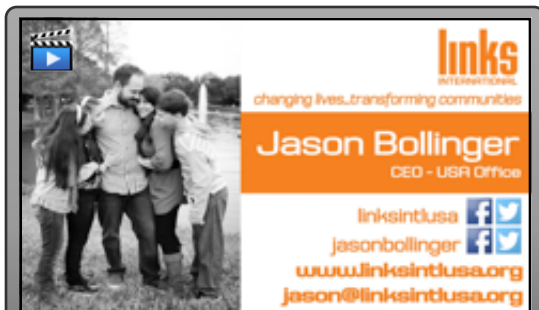 links
INTERNATIONAL
changing lives...transforming communities
Jason Bollinger
CEO - USA Office
linksintlusa
jasonbollinger
www.linksintlusa.org
jason@linksintlusa.org